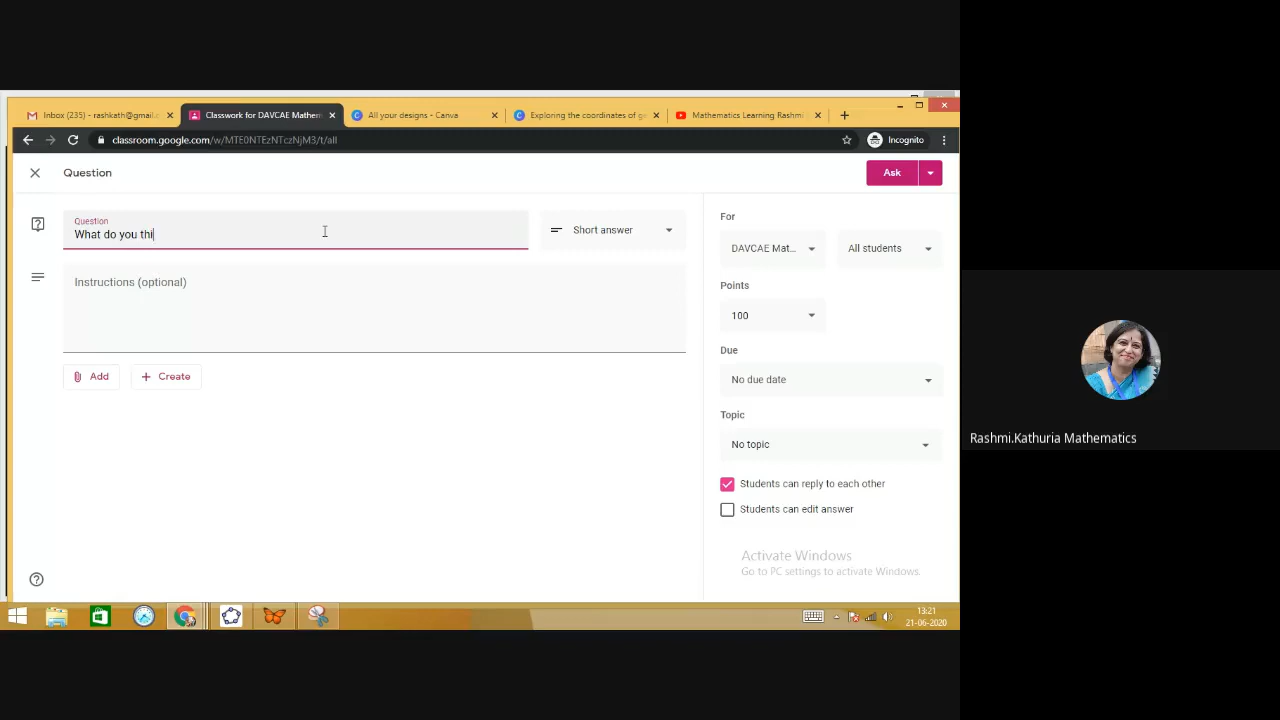 Inbox (235) - rashkath@gmail.c
Classwork for DAVCAE Mathem
All your designs - Canva
Exploring the coordinates of ge
Mathematics Learning Rashmi
classroom.google.com/w/MTE0NTEzNTczNjM3/t/all
Incognito
Question
Ask
Question
What do you thi
Short answer
Instructions (optional)
Add
Create
For
DAVCAE Mat...
All students
Points
100
Due
No due date
Topic
No topic
Students can reply to each other
Students can edit answer
Activate Windows
Go to PC settings to activate Windows.
13:21
21-06-2020
Rashmi.Kathuria Mathematics